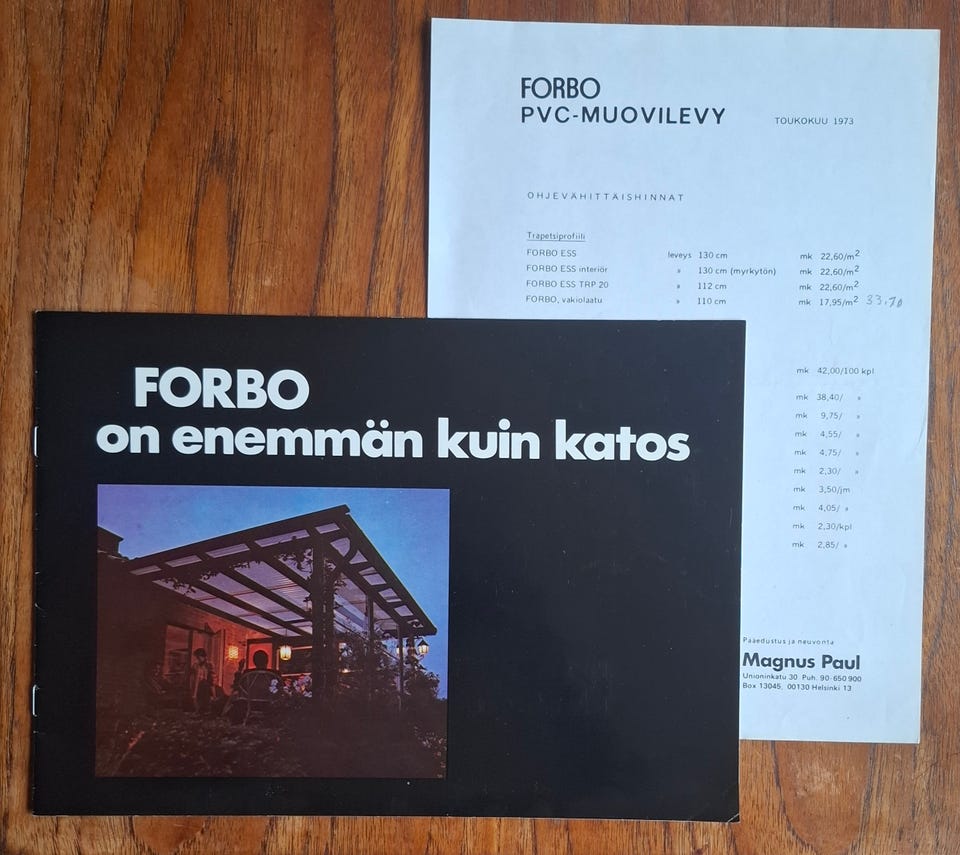 FORBO
PVC-MUOVILEVY
TOUKOKUU 1973
OHJEVÄHITTÄISHINNAT
Trapetsiprofiili
FORBO ESS leveys 130 cm mk 22,60/m²
FORBO ESS interiör » 130 cm (myrkytön) mk 22,60/m²
FORBO ESS TRP 20 » 112 cm mk 22,60/m²
FORBO, vakiolaatu » 110 cm mk 17,95/m² 33,70
mk 42,00/100 kpl
mk 38,40/ »
mk 9,75/ »
mk 4,55/ »
mk 4,75/ »
mk 2,30/ »
mk 3,50/jm
mk 4,05/ »
mk 2,30/kpl
mk 2,85/ »
Pääedustus ja neuvonta
Magnus Paul
Unioninkatu 30 Puh. 90-650 900
Box 13045, 00130 Helsinki 13
FORBO
on enemmän kuin katos